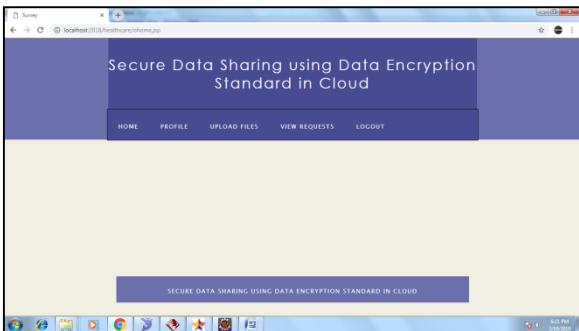 Survey
localhost:2018/healthcare/ohome.jsp
Secure Data Sharing using Data Encryption
Standard in Cloud
HOME PROFILE UPLOAD FILES VIEW REQUESTS LOGOUT
SECURE DATA SHARING USING DATA ENCRYPTION STANDARD IN CLOUD
6:21 PM